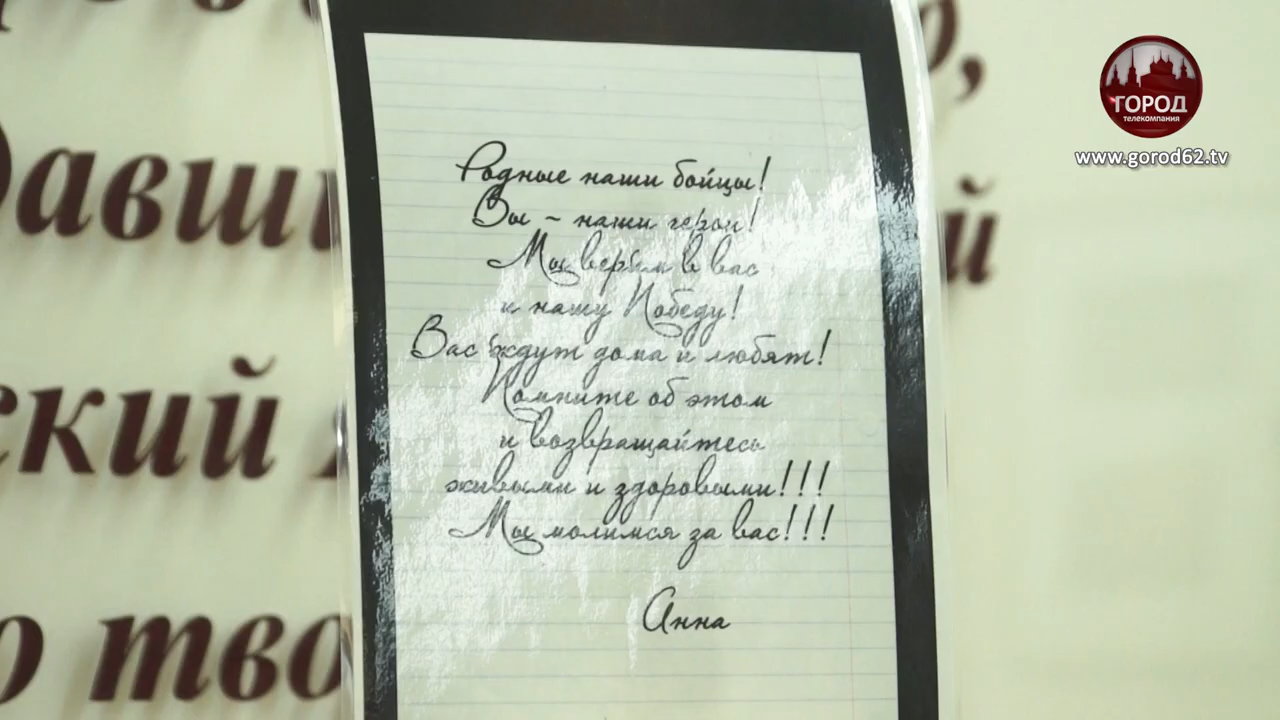 ГОРОД
телекомпания
www.gorod62.tv
Родные наши бойцы!
Вы ~ наши герои!
Мы верим в вас
и нашу Победу!
Вас ждут дома и любят!
Помните об этом
и возвращайтесь
живыми и здоровыми!!!
Мы молимся за вас!!!
Анна